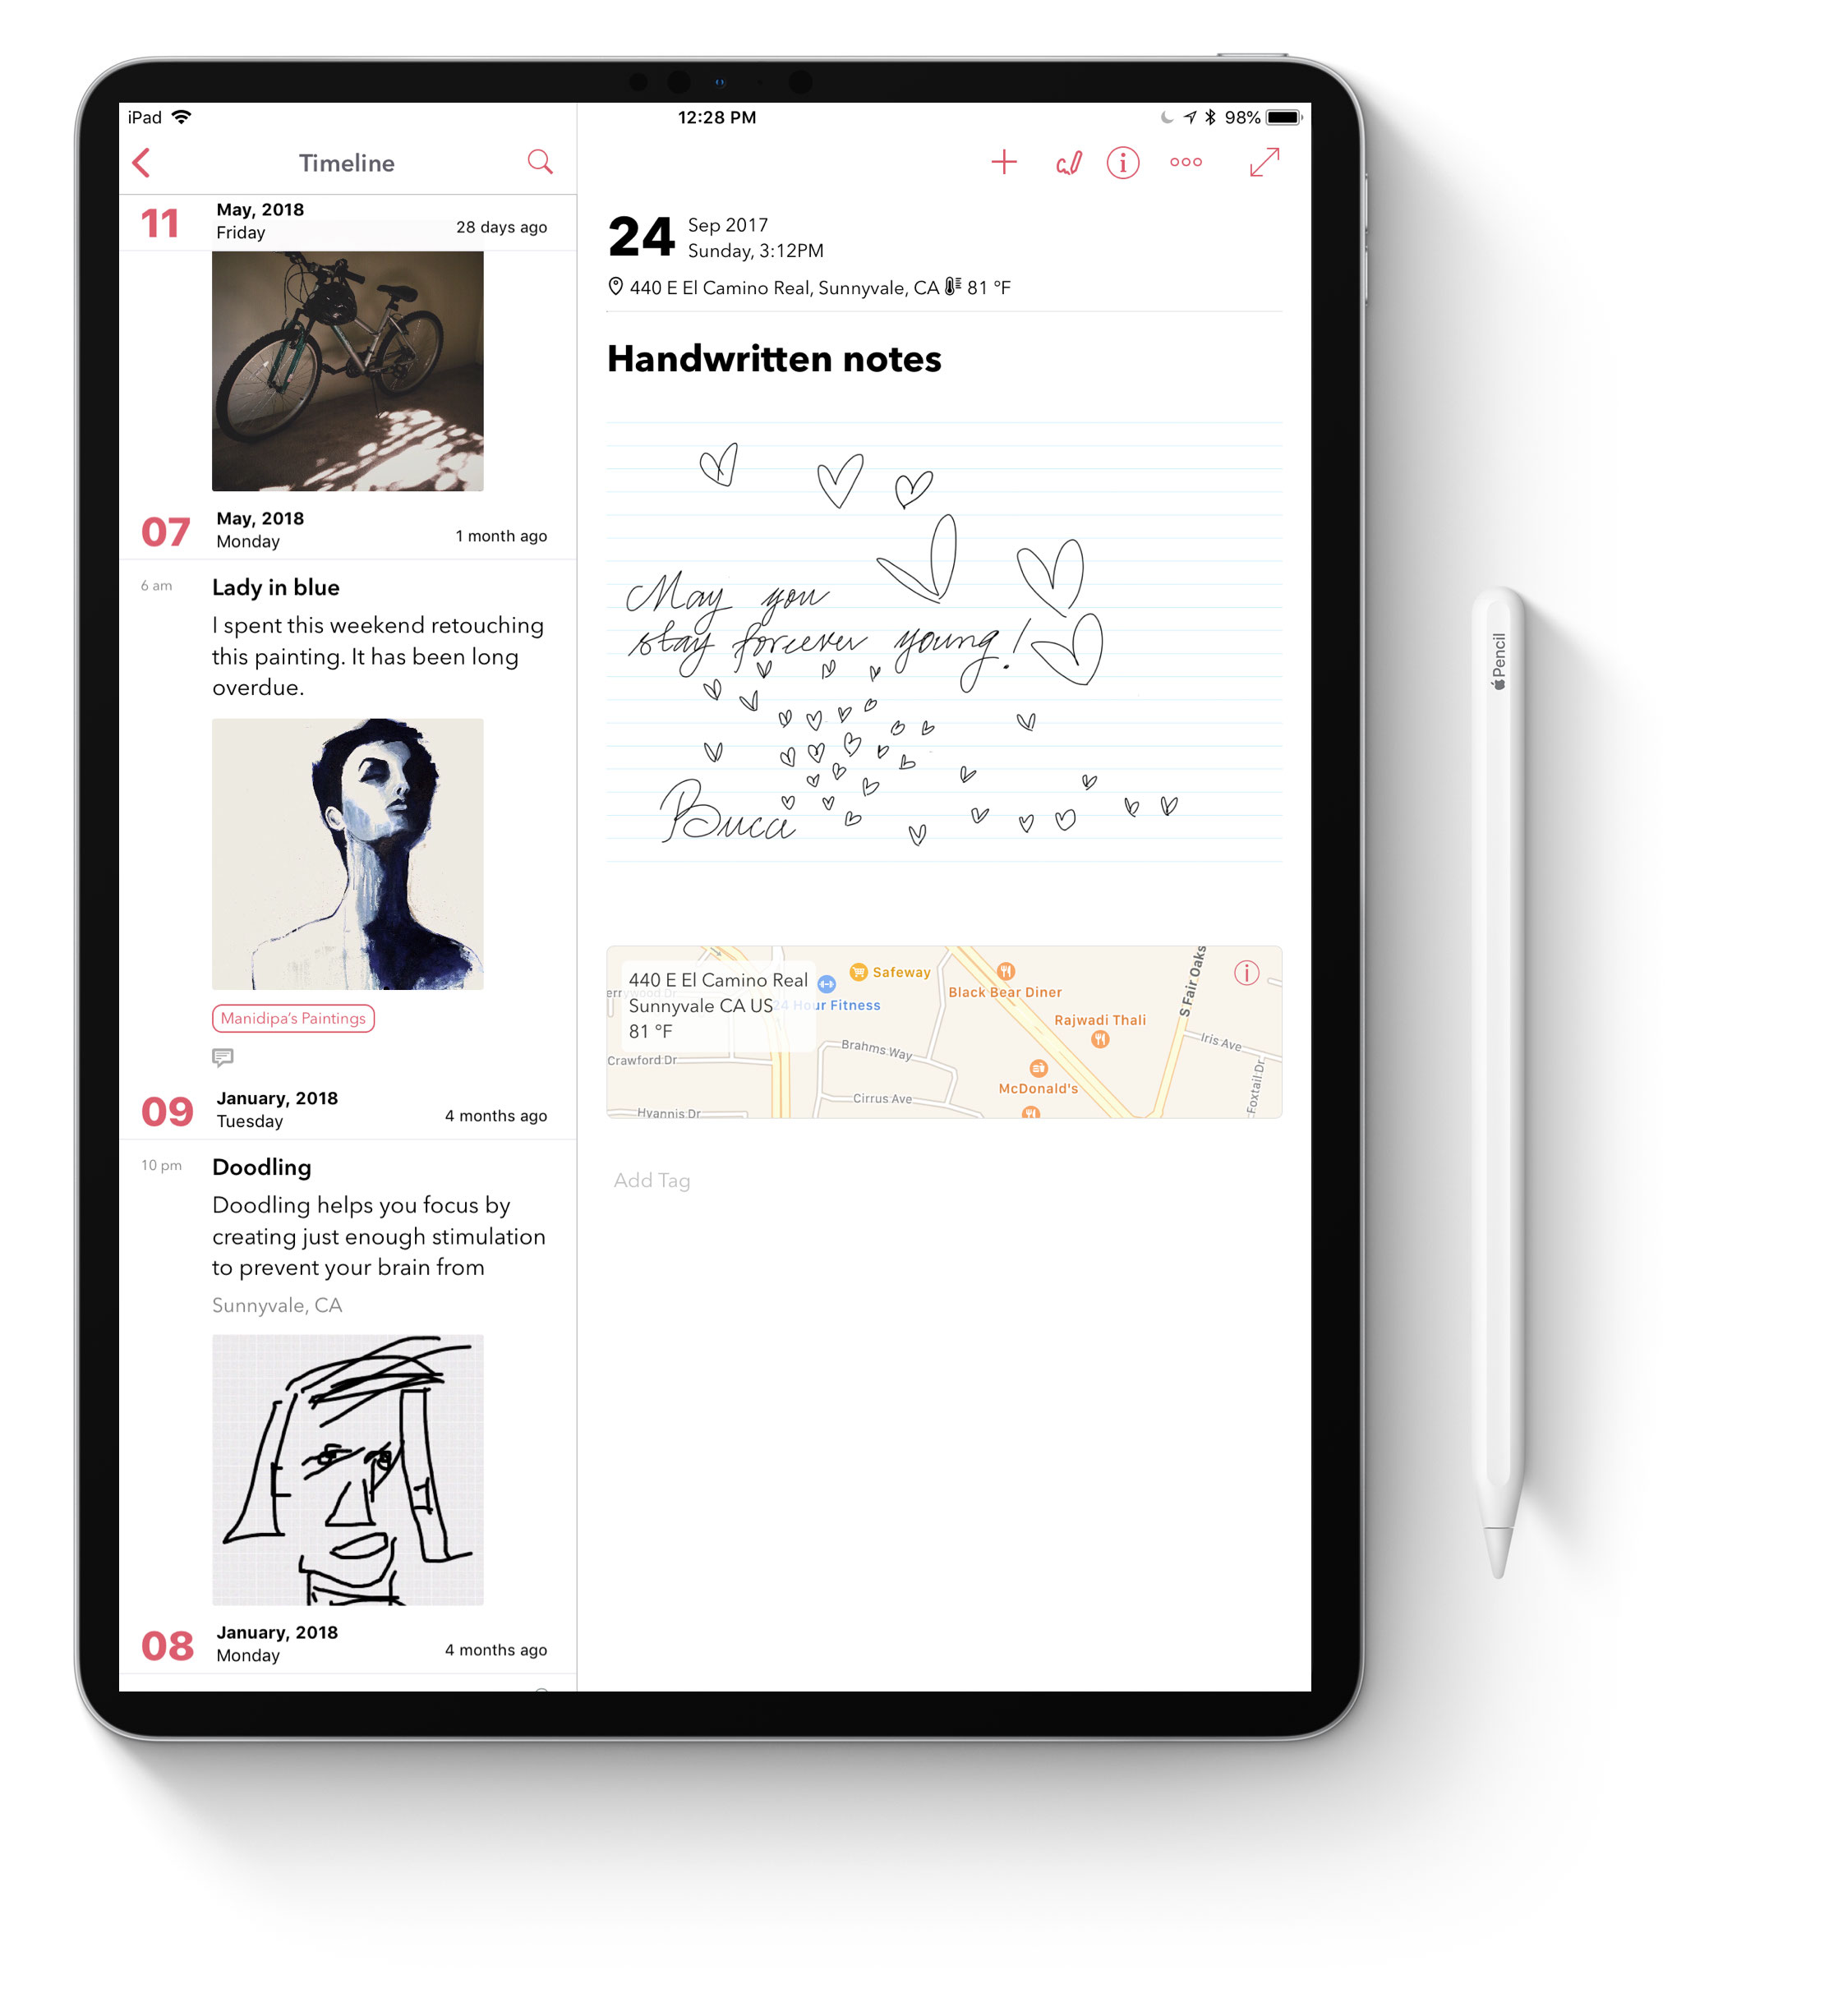 iPad
12:28 PM
98%
Timeline
11
May, 2018
Friday
28 days ago
07
May, 2018
Monday
1 month ago
6 am
Lady in blue
I spent this weekend retouching
this painting. It has been long
overdue.
Manidipa's Paintings
09
January, 2018
Tuesday
4 months ago
10 pm
Doodling
Doodling helps you focus by
creating just enough stimulation
to prevent your brain from
Sunnyvale, CA
08
January, 2018
Monday
4 months ago
24
Sep 2017
Sunday, 3:12PM
440 E El Camino Real, Sunnyvale, CA 81 °F
Handwritten notes
May you
stay foreever young!
440 E El Camino Real
Sunnyvale CA US
81 °F
Safeway
24 Hour Fitness
Black Bear Diner
Rajwadi Thali
McDonald's
S Fair Oaks
Iris Ave
Foxtail Dr
Brahms Way
Crawford Dr
Cirrus Ave
Hyannis Dr
Add Tag
Pencil